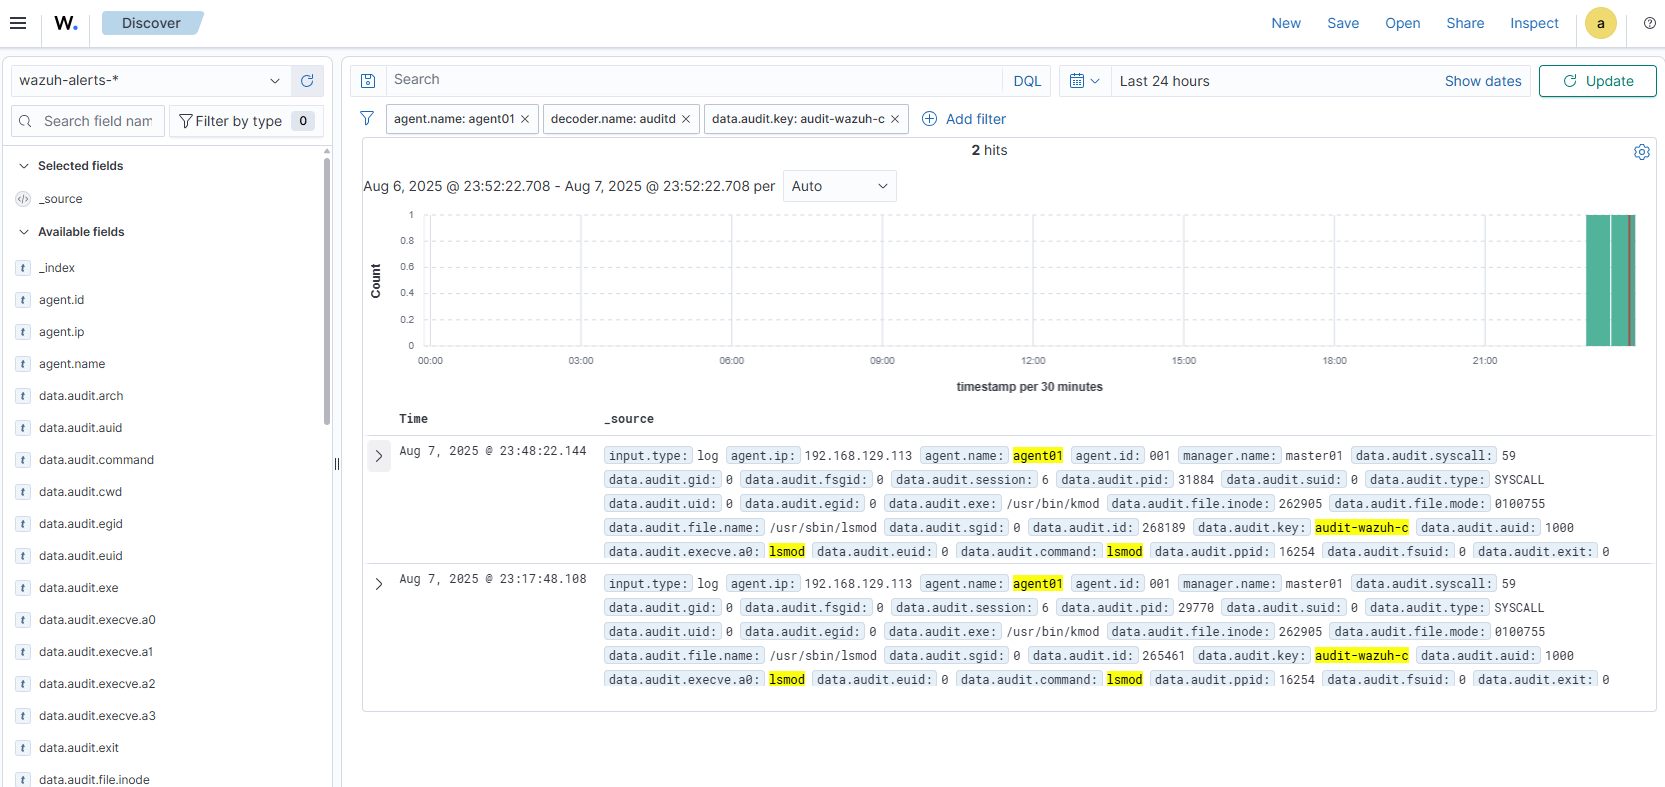 W. Discover New Save Open Share Inspect a
wazuh-alerts-* Search DQL Last 24 hours Show dates Update
Search field nam Filter by type 0 agent.name: agent01 × decoder.name: auditd × data.audit.key: audit-wazuh-c × Add filter
Selected fields
_source
Available fields
_index
agent.id
agent.ip
agent.name
data.audit.arch
data.audit.auid
data.audit.command
data.audit.cwd
data.audit.egid
data.audit.euid
data.audit.exe
data.audit.execve.a0
data.audit.execve.a1
data.audit.execve.a2
data.audit.execve.a3
data.audit.exit
data.audit.file.inode
2 hits
Aug 6, 2025 @ 23:52:22.708 - Aug 7, 2025 @ 23:52:22.708 per Auto
Count
1
0.8
0.6
0.4
0.2
0
00:00 03:00 06:00 09:00 12:00 15:00 18:00 21:00
timestamp per 30 minutes
Time _source
Aug 7, 2025 @ 23:48:22.144 input.type: log agent.ip: 192.168.129.113 agent.name: agent01 agent.id: 001 manager.name: master01 data.audit.syscall: 59
data.audit.gid: 0 data.audit.fsgid: 0 data.audit.session: 6 data.audit.pid: 31884 data.audit.suid: 0 data.audit.type: SYSCALL
data.audit.uid: 0 data.audit.egid: 0 data.audit.exe: /usr/bin/kmod data.audit.file.inode: 262905 data.audit.file.mode: 0100755
data.audit.file.name: /usr/sbin/lsmod data.audit.sgid: 0 data.audit.id: 268189 data.audit.key: audit-wazuh-c data.audit.auid: 1000
data.audit.execve.a0: lsmod data.audit.euid: 0 data.audit.command: lsmod data.audit.ppid: 16254 data.audit.fsuid: 0 data.audit.exit: 0
Aug 7, 2025 @ 23:17:48.108 input.type: log agent.ip: 192.168.129.113 agent.name: agent01 agent.id: 001 manager.name: master01 data.audit.syscall: 59
data.audit.gid: 0 data.audit.fsgid: 0 data.audit.session: 6 data.audit.pid: 29770 data.audit.suid: 0 data.audit.type: SYSCALL
data.audit.uid: 0 data.audit.egid: 0 data.audit.exe: /usr/bin/kmod data.audit.file.inode: 262905 data.audit.file.mode: 0100755
data.audit.file.name: /usr/sbin/lsmod data.audit.sgid: 0 data.audit.id: 265461 data.audit.key: audit-wazuh-c data.audit.auid: 1000
data.audit.execve.a0: lsmod data.audit.euid: 0 data.audit.command: lsmod data.audit.ppid: 16254 data.audit.fsuid: 0 data.audit.exit: 0